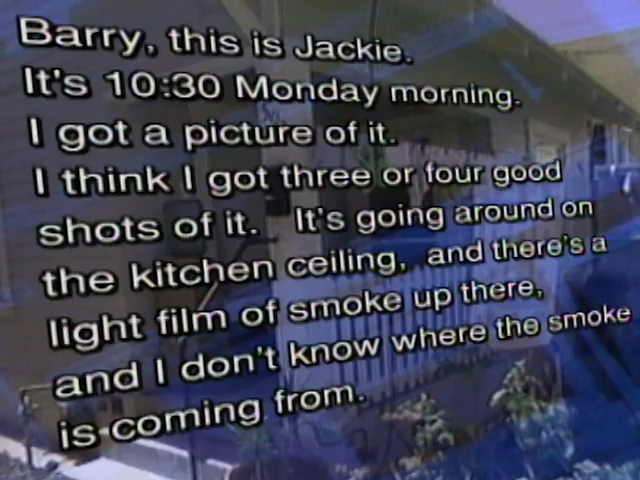 Barry, this is Jackie.
It's 10:30 Monday morning.
I got a picture of it.
I think I got three or four good
shots of it. It's going around on
the kitchen ceiling, and there's a
light film of smoke up there,
and I don't know where the smoke
is coming from.